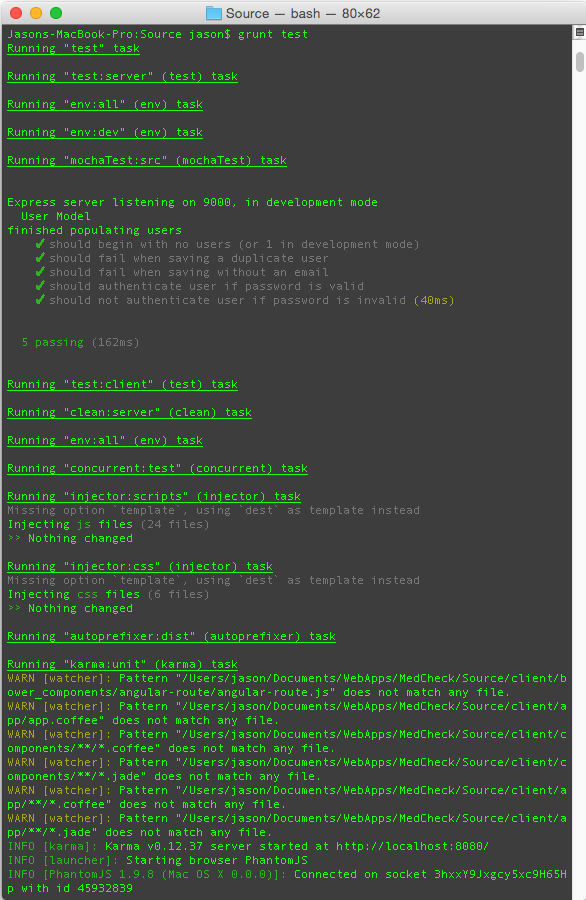 Source — bash — 80×62
Jasons-MacBook-Pro:Source jason$ grunt test
Running "test" task
Running "test:server" (test) task
Running "env:all" (env) task
Running "env:dev" (env) task
Running "mochaTest:src" (mochaTest) task
Express server listening on 9000, in development mode
User Model
finished populating users
✔ should begin with no users (or 1 in development mode)
✔ should fail when saving a duplicate user
✔ should fail when saving without an email
✔ should authenticate user if password is valid
✔ should not authenticate user if password is invalid (40ms)
5 passing (162ms)
Running "test:client" (test) task
Running "clean:server" (clean) task
Running "env:all" (env) task
Running "concurrent:test" (concurrent) task
Running "injector:scripts" (injector) task
Missing option `template`, using `dest` as template instead
Injecting js files (24 files)
>> Nothing changed
Running "injector:css" (injector) task
Missing option `template`, using `dest` as template instead
Injecting css files (6 files)
>> Nothing changed
Running "autoprefixer:dist" (autoprefixer) task
Running "karma:unit" (karma) task
WARN [watcher]: Pattern "/Users/jason/Documents/WebApps/MedCheck/Source/client/b
ower_components/angular-route/angular-route.js" does not match any file.
WARN [watcher]: Pattern "/Users/jason/Documents/WebApps/MedCheck/Source/client/a
pp/app.coffee" does not match any file.
WARN [watcher]: Pattern "/Users/jason/Documents/WebApps/MedCheck/Source/client/c
omponents/**/*.coffee" does not match any file.
WARN [watcher]: Pattern "/Users/jason/Documents/WebApps/MedCheck/Source/client/c
omponents/**/*.jade" does not match any file.
WARN [watcher]: Pattern "/Users/jason/Documents/WebApps/MedCheck/Source/client/a
pp/**/*.coffee" does not match any file.
WARN [watcher]: Pattern "/Users/jason/Documents/WebApps/MedCheck/Source/client/a
pp/**/*.jade" does not match any file.
INFO [karma]: Karma v0.12.37 server started at http://localhost:8080/
INFO [launcher]: Starting browser PhantomJS
INFO [PhantomJS 1.9.8 (Mac OS X 0.0.0)]: Connected on socket 3hxxY9Jxgcy5xc9H65H
p with id 45932839